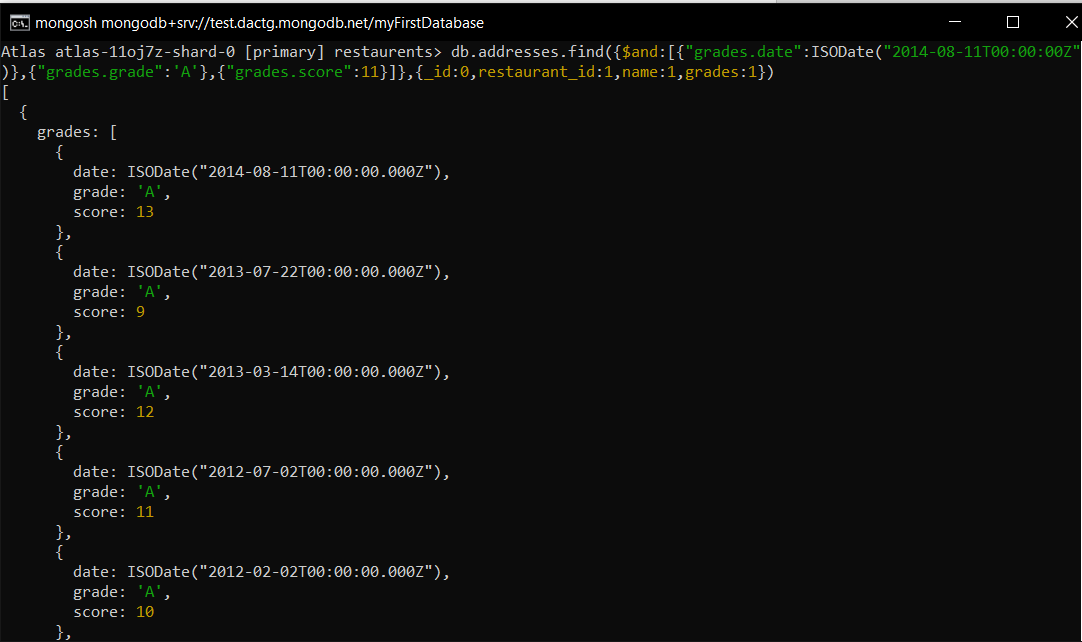 mongosh mongodb+srv://test.dactg.mongodb.net/myFirstDatabase
Atlas atlas-11oj7z-shard-0 [primary] restaurents> db.addresses.find({$and:[{"grades.date":ISODate("2014-08-11T00:00:00Z"
)},{"grades.grade":'A'},{"grades.score":11}]},{_id:0,restaurant_id:1,name:1,grades:1})
[
  {
    grades: [
      {
        date: ISODate("2014-08-11T00:00:00.000Z"),
        grade: 'A',
        score: 13
      },
      {
        date: ISODate("2013-07-22T00:00:00.000Z"),
        grade: 'A',
        score: 9
      },
      {
        date: ISODate("2013-03-14T00:00:00.000Z"),
        grade: 'A',
        score: 12
      },
      {
        date: ISODate("2012-07-02T00:00:00.000Z"),
        grade: 'A',
        score: 11
      },
      {
        date: ISODate("2012-02-02T00:00:00.000Z"),
        grade: 'A',
        score: 10
      },